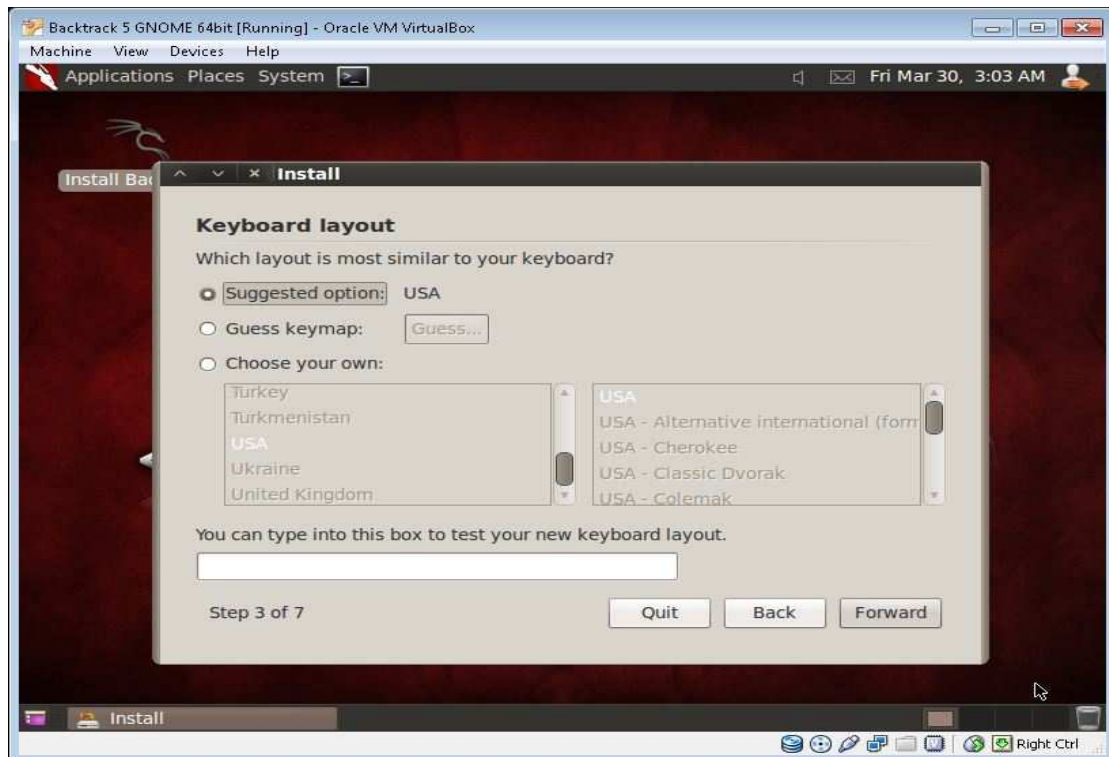 Backtrack 5 GNOME 64bit [Running] - Oracle VM VirtualBox
Machine View Devices Help
Applications Places System Fri Mar 30, 3:03 AM
Install
Install
Keyboard layout
Which layout is most similar to your keyboard?
Suggested option: USA
Guess keymap: Guess...
Choose your own:
Turkey
Turkmenistan
USA
Ukraine
United Kingdom
USA
USA - Alternative international (form
USA - Cherokee
USA - Classic Dvorak
USA - Colemak
You can type into this box to test your new keyboard layout.
Step 3 of 7
Quit Back Forward
Install
Right Ctrl